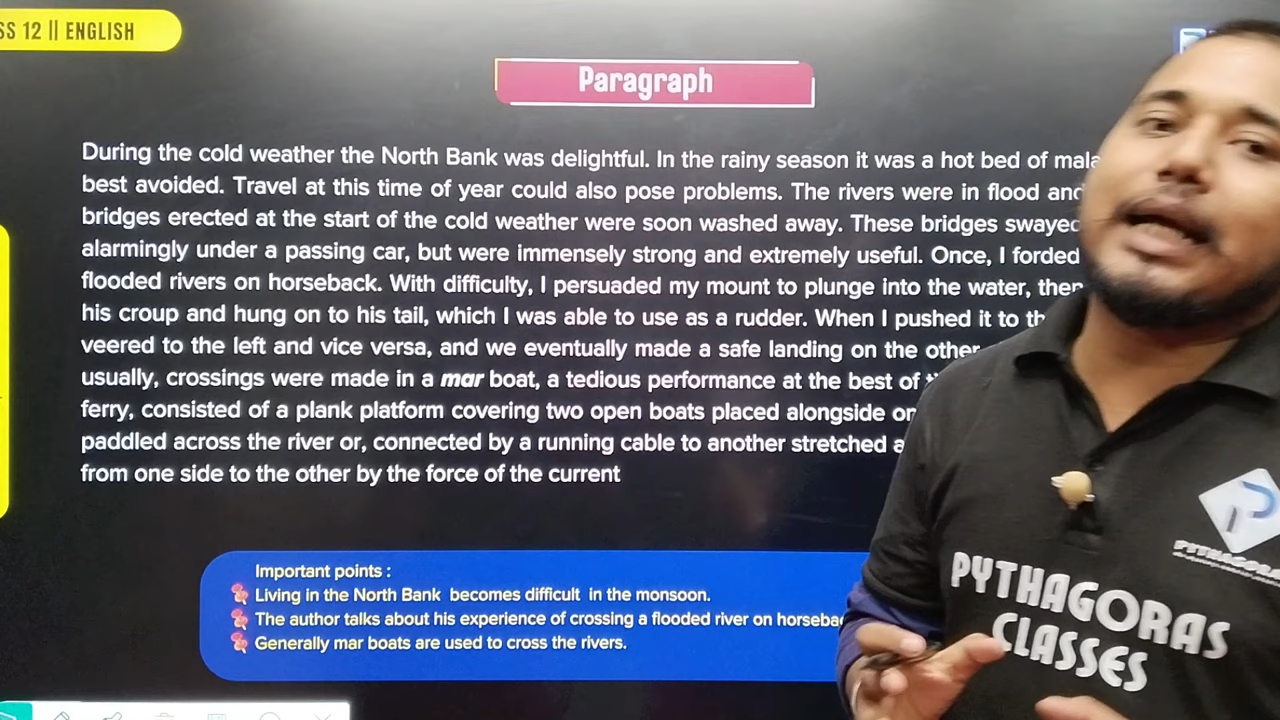 SS 12 || ENGLISH
Paragraph
During the cold weather the North Bank was delightful. In the rainy season it was a hot bed of
best avoided. Travel at this time of year could also pose problems. The rivers were in flood and
bridges erected at the start of the cold weather were soon washed away. These bridges swayed
alarmingly under a passing car, but were immensely strong and extremely useful. Once, I forded
flooded rivers on horseback. With difficulty, I persuaded my mount to plunge into the water, then
his croup and hung on to his tail, which I was able to use as a rudder. When I pushed it to
veered to the left and vice versa, and we eventually made a safe landing on the other
usually, crossings were made in a mar boat, a tedious performance at the best of
ferry, consisted of a plank platform covering two open boats placed alongside
paddled across the river or, connected by a running cable to another stretched
from one side to the other by the force of the current
Important points :
Living in the North Bank becomes difficult in the monsoon.
The author talks about his experience of crossing a flooded river on
Generally mar boats are used to cross the rivers.
PYTHAGORAS
CLASSES